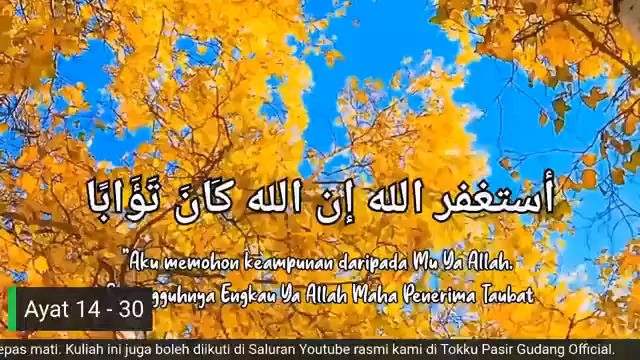 أستغفر الله إن الله كَانَ تَوَّابًا
"Aku memohon keampunan daripada Mu Ya Allah.
Engkau Ya Allah Maha Penerima Taubat
Ayat 14 - 30
mati. Kuliah ini juga boleh diikuti di Saluran Youtube rasmi kami di Tokku Pasir Gudang Official.